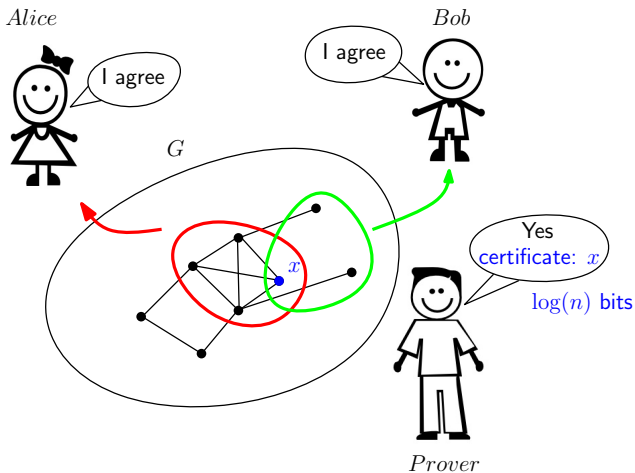 Alice
Bob
I agree
I agree
G
x
Yes
certificate: x
log(n) bits
Prover